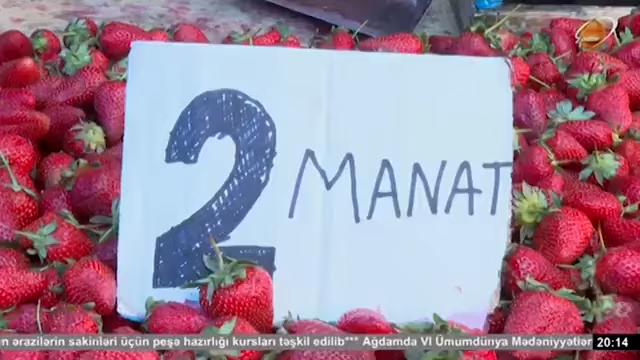 2 MANAT
n ərazilərin sakinləri üçün peşə hazırlığı kursları təşkil edilib*** Ağdamda VI Ümumdünya Mədəniyyətlər
20:14